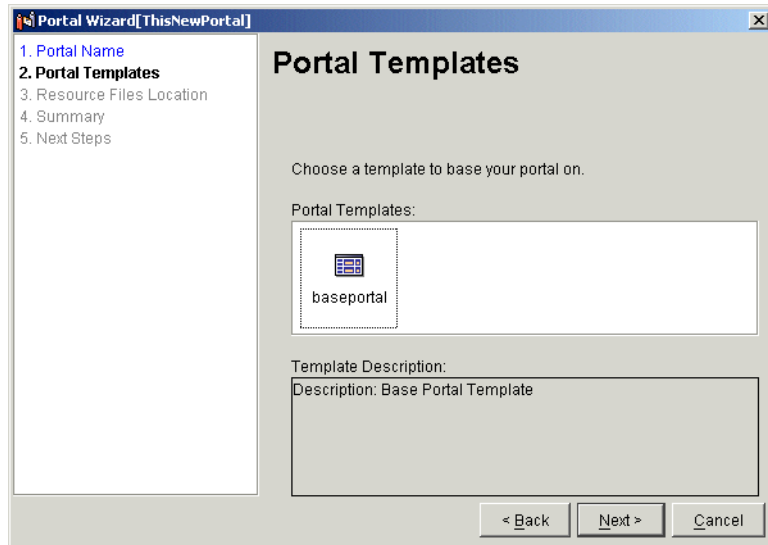 Portal Wizard[ThisNewPortal]
1. Portal Name
2. Portal Templates
3. Resource Files Location
4. Summary
5. Next Steps
Portal Templates
Choose a template to base your portal on.
Portal Templates:
baseportal
Template Description:
Description: Base Portal Template
< Back
Next >
Cancel